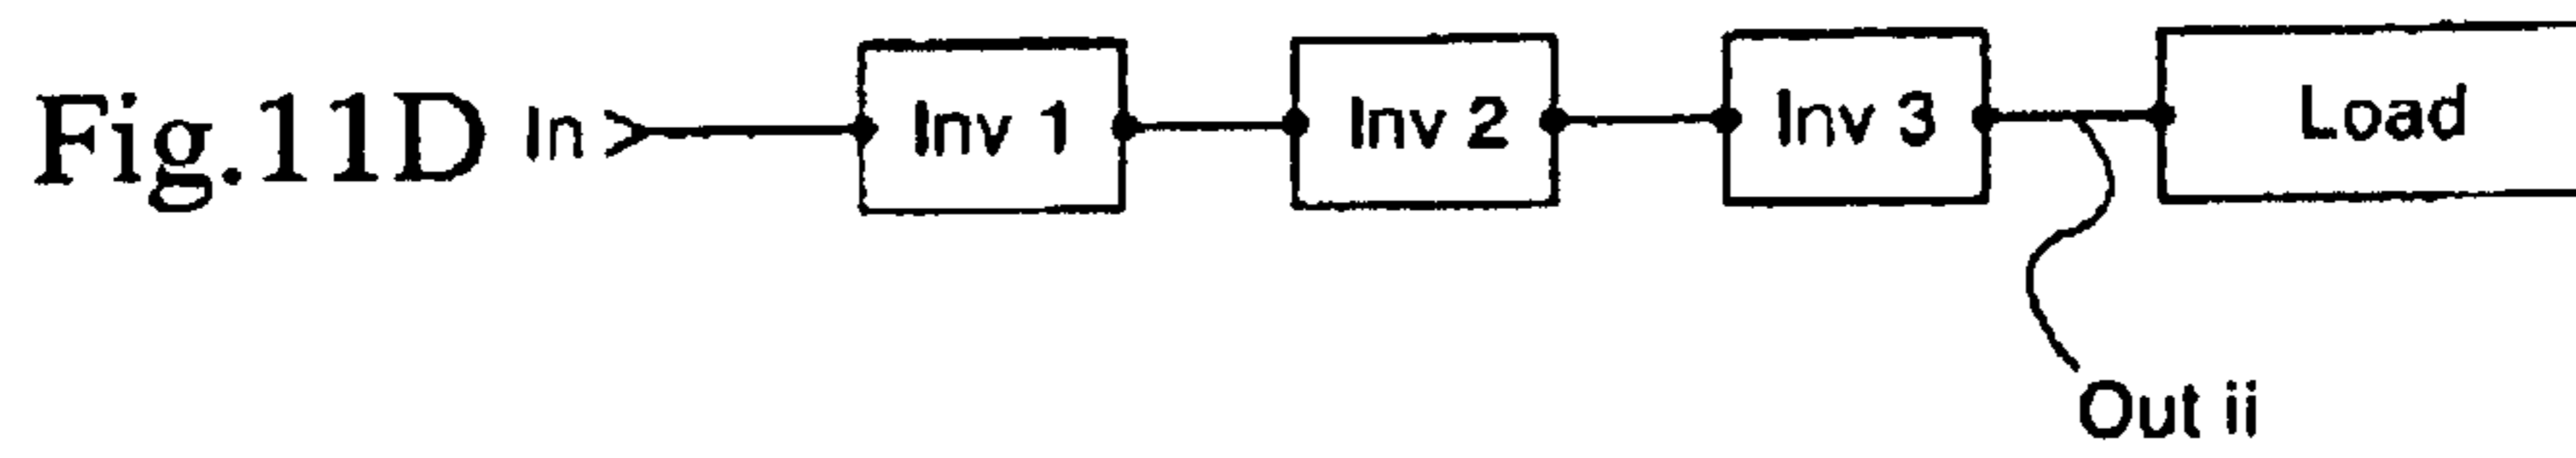 Fig.11D In Inv 1 Inv 2 Inv 3 Load
Out ii